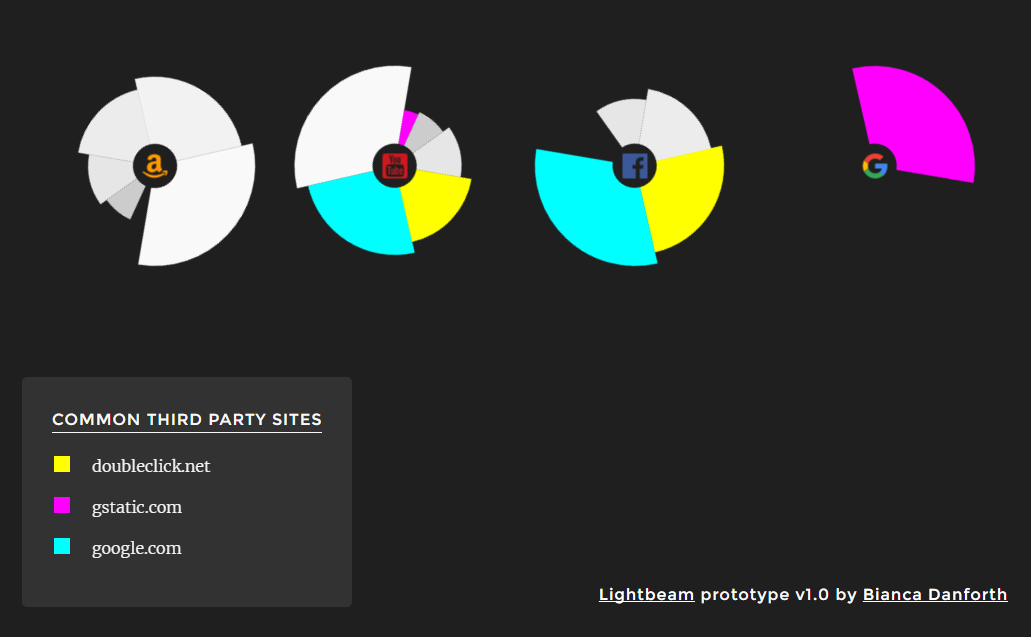 You
Tube
COMMON THIRD PARTY SITES
doubleclick.net
gstatic.com
google.com
Lightbeam prototype v1.0 by Bianca Danforth